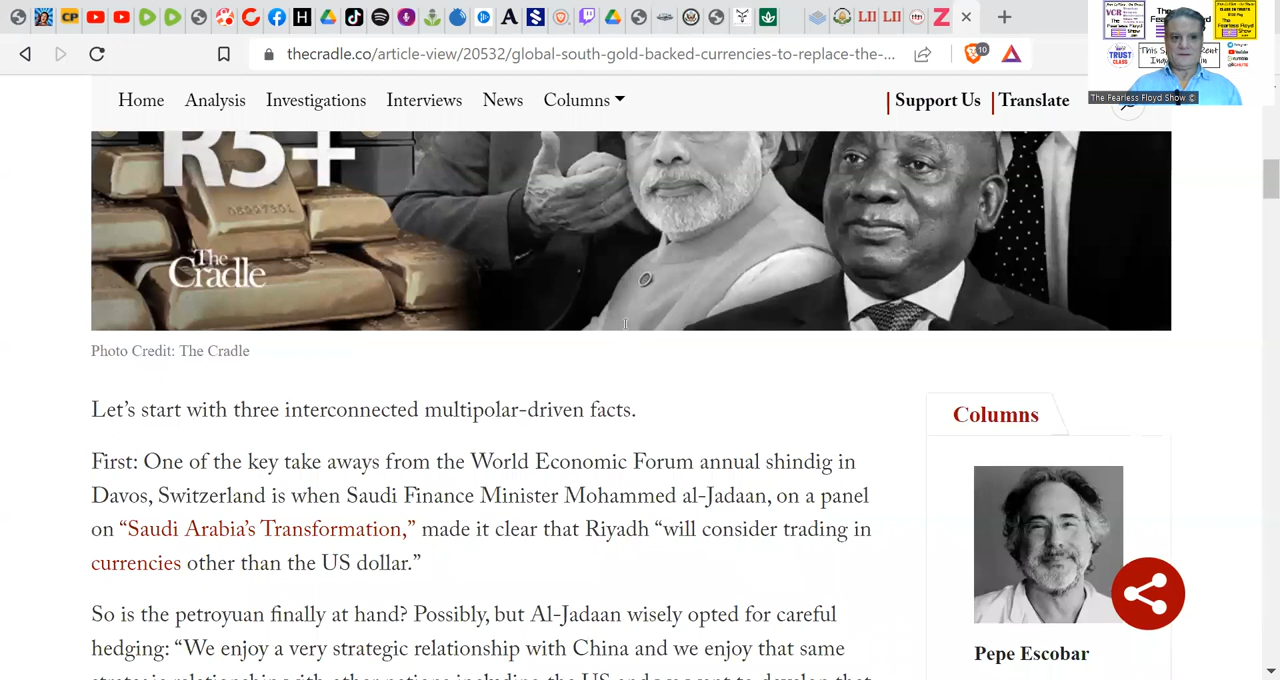 thecradle.co/article-view/20532/global-south-gold-backed-currencies-to-replace-the-...
10
The Fearless Floyd Show ©
Home Analysis Investigations Interviews News Columns Support Us Translate
R5+
The
Cradle
Photo Credit: The Cradle
Let’s start with three interconnected multipolar-driven facts.
First: One of the key take aways from the World Economic Forum annual shindig in
Davos, Switzerland is when Saudi Finance Minister Mohammed al-Jadaan, on a panel
on “Saudi Arabia’s Transformation,” made it clear that Riyadh “will consider trading in
currencies other than the US dollar.”
So is the petroyuan finally at hand? Possibly, but Al-Jadaan wisely opted for careful
hedging: “We enjoy a very strategic relationship with China and we enjoy that same
Columns
Pepe Escobar